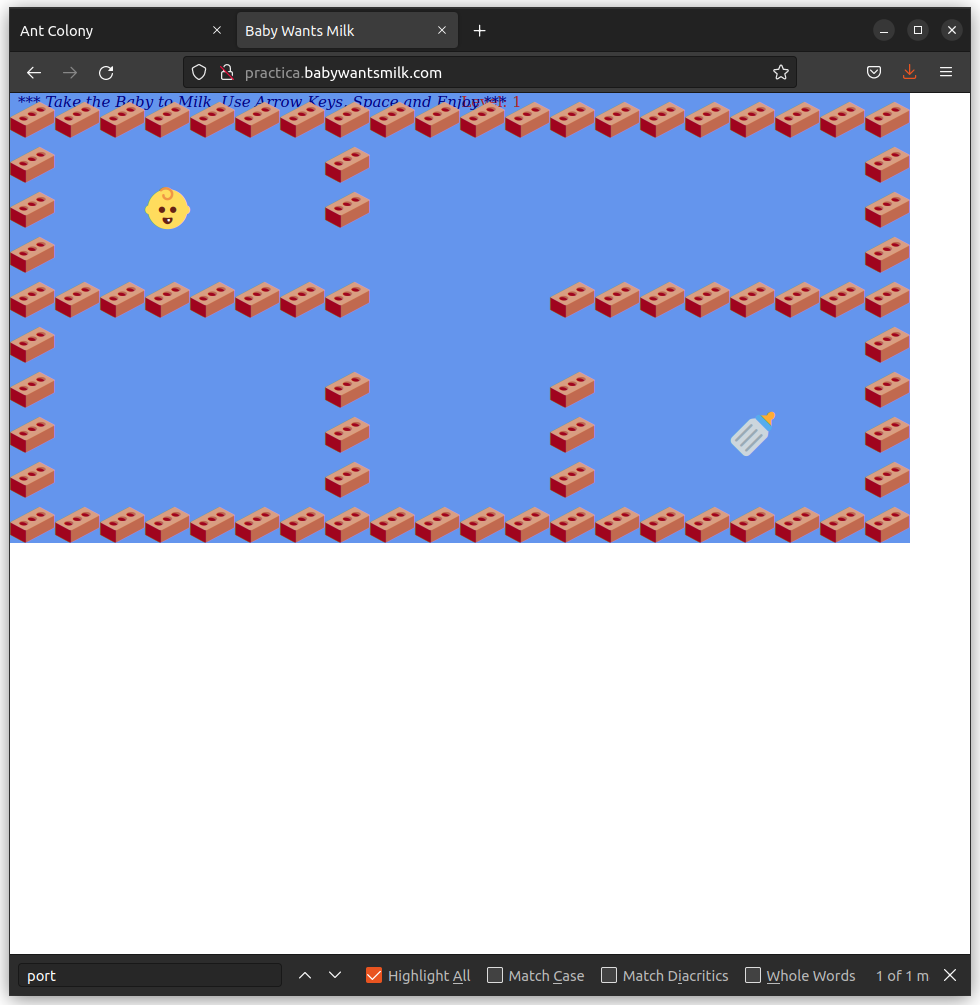 Ant Colony
Baby Wants Milk
practica.babywantsmilk.com
*** Take the Baby to Milk. Use Arrow Keys, Space and Enjoy ***
1
port
Highlight All
Match Case
Match Diacritics
Whole Words
1 of 1 m